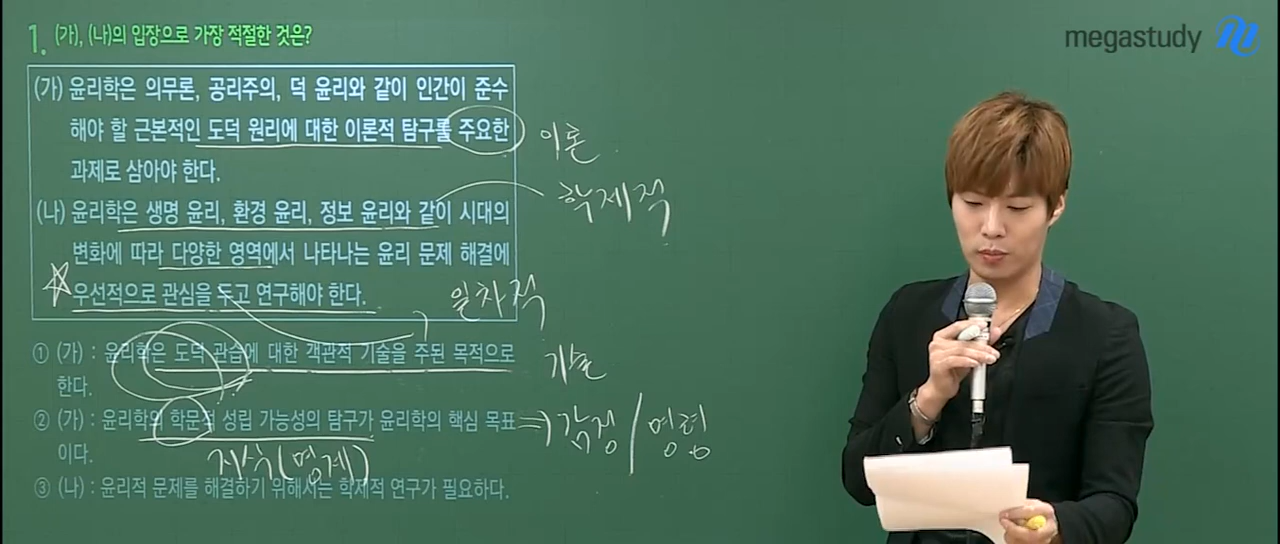 1. (가), (나)의 입장으로 가장 적절한 것은?
megastudy
(가) 윤리학은 의무론, 공리주의, 덕 윤리와 같이 인간이 준수
해야 할 근본적인 도덕 원리에 대한 이론적 탐구를 주요한
이론
과제로 삼아야 한다.
학제적
(나) 윤리학은 생명 윤리, 환경 윤리, 정보 윤리와 같이 시대의
변화에 따라 다양한 영역에서 나타나는 윤리 문제 해결에
우선적으로 관심을 두고 연구해야 한다.
일차적
① (가) : 윤리학은 도덕 관습에 대한 객관적 기술을 주된 목적으로
한다.
기술
② (가) : 윤리학의 학문적 성립 가능성의 탐구가 윤리학의 핵심 목표
⇒ 감정/명령
이다.
진술(명제)
③ (나) : 윤리적 문제를 해결하기 위해서는 학제적 연구가 필요하다.